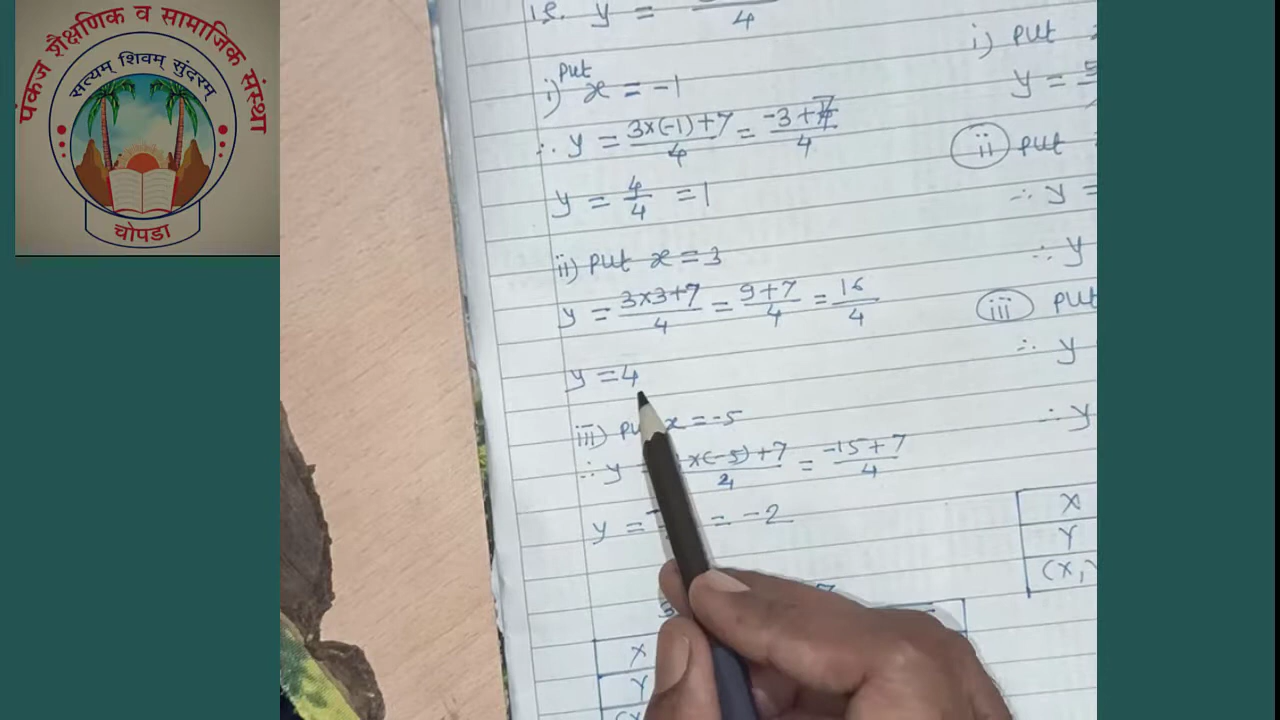 पंकज शैक्षणिक व सामाजिक संस्था
सत्यम् शिवम् सुंदरम्
चोपडा
i.e. y = 4
i) put x = -1
∴ y = 3×(-1)+7/4 = -3+7/4
y = 4/4 = 1
ii) put x = 3
y = 3×3+7/4 = 9+7/4 = 16/4
y = 4
iii) put x = -5
∴ y ×(-5)+7/4 = -15+7/4
y = = -2
X
Y
i) put
y = 5
ii put
∴ y =
∴ y
iii put
∴ y
∴ y
X
Y
(X,